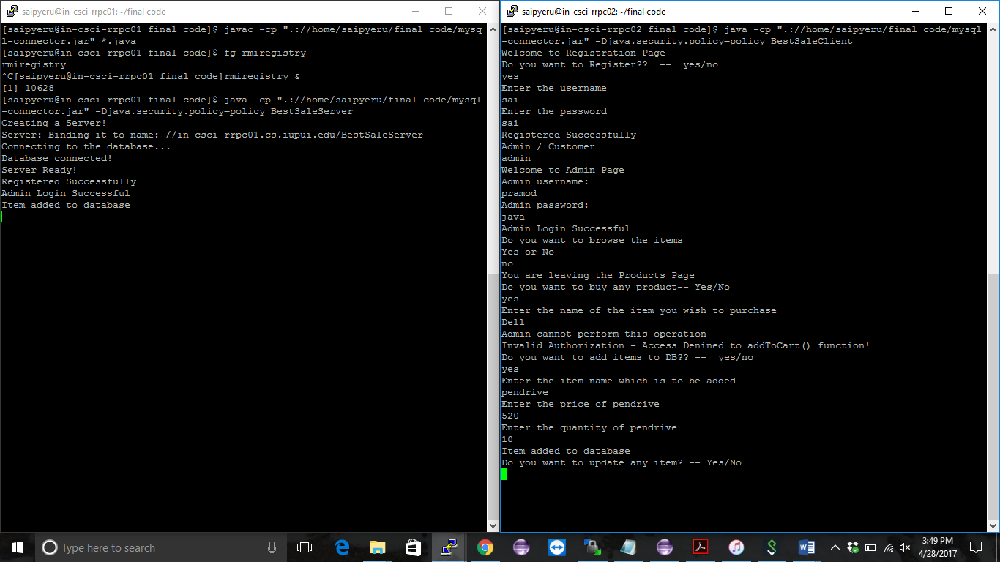 saipyeru@in-csci-rrpc01:~/final code
[saipyeru@in-csci-rrpc01 final code]$ javac -cp ".://home/saipyeru/final code/mysq
l-connector.jar" *.java
[saipyeru@in-csci-rrpc01 final code]$ fg rmiregistry
rmiregistry
^C[saipyeru@in-csci-rrpc01 final code]rmiregistry &
[1] 10628
[saipyeru@in-csci-rrpc01 final code]$ java -cp ".://home/saipyeru/final code/mysql
-connector.jar" -Djava.security.policy=policy BestSaleServer
Creating a Server!
Server: Binding it to name: //in-csci-rrpc01.cs.iupui.edu/BestSaleServer
Connecting to the database...
Database connected!
Server Ready!
Registered Successfully
Admin Login Successful
Item added to database
saipyeru@in-csci-rrpc02:~/final code
[saipyeru@in-csci-rrpc02 final code]$ java -cp ".://home/saipyeru/final code/mysql
-connector.jar" -Djava.security.policy=policy BestSaleClient
Welcome to Registration Page
Do you want to Register?? --  yes/no
yes
Enter the username
sai
Enter the password
sai
Registered Successfully
Admin / Customer
admin
Welcome to Admin Page
Admin username:
pramod
Admin password:
java
Admin Login Successful
Do you want to browse the items
Yes or No
no
You are leaving the Products Page
Do you want to buy any product-- Yes/No
yes
Enter the name of the item you wish to purchase
Dell
Admin cannot perform this operation
Invalid Authorization - Access Denined to addToCart() function!
Do you want to add items to DB?? --  yes/no
yes
Enter the item name which is to be added
pendrive
Enter the price of pendrive
520
Enter the quantity of pendrive
10
Item added to database
Do you want to update any item? -- Yes/No
Type here to search
3:49 PM
4/28/2017